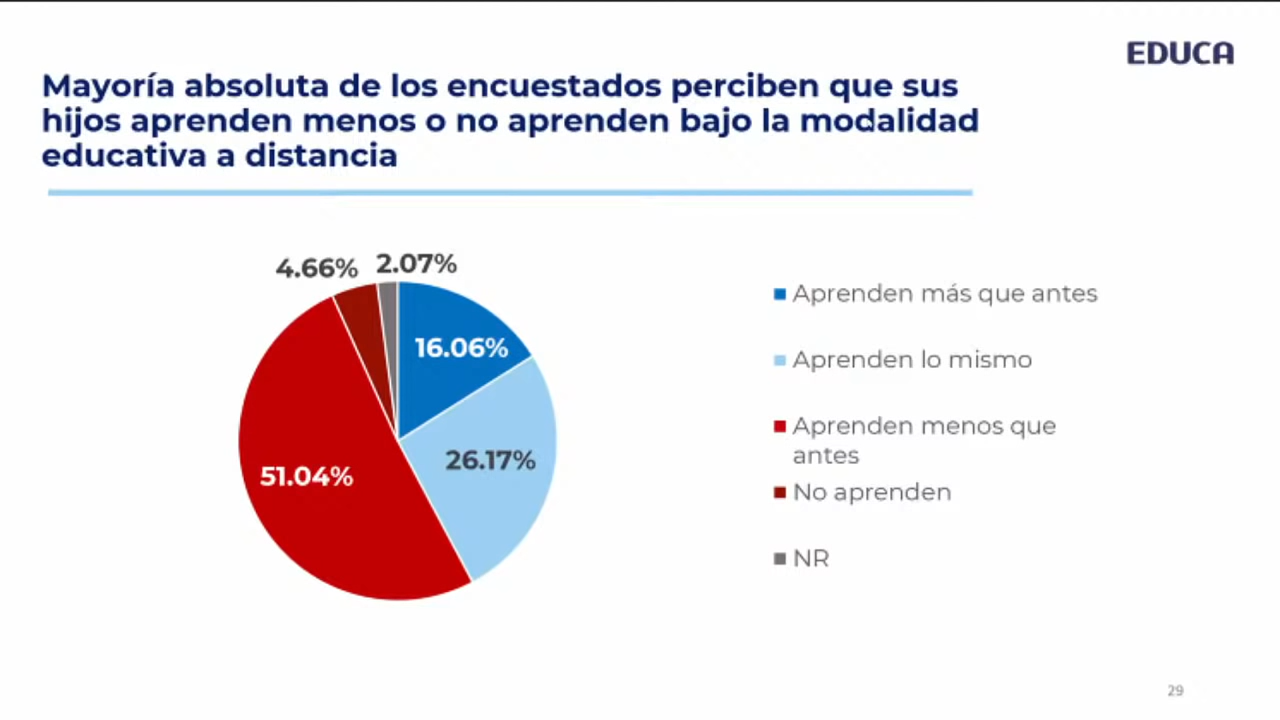 EDUCA
Mayoría absoluta de los encuestados perciben que sus
hijos aprenden menos o no aprenden bajo la modalidad
educativa a distancia
4.66%
2.07%
16.06%
26.17%
51.04%
Aprenden más que antes
Aprenden lo mismo
Aprenden menos que
antes
No aprenden
NR
29